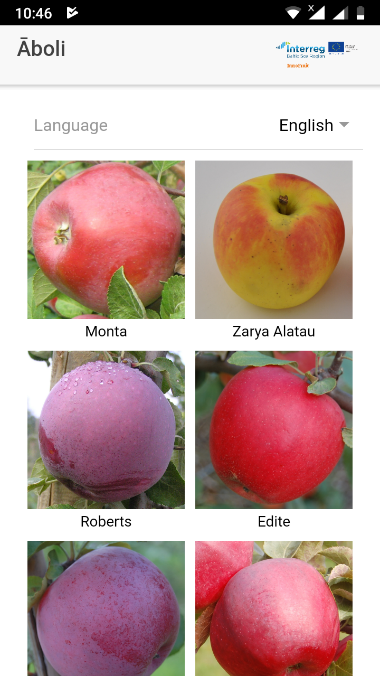 10:46
Āboli
Interreg
Baltic Sea Region
Language
English
Monta
Zarya Alatau
Roberts
Edite